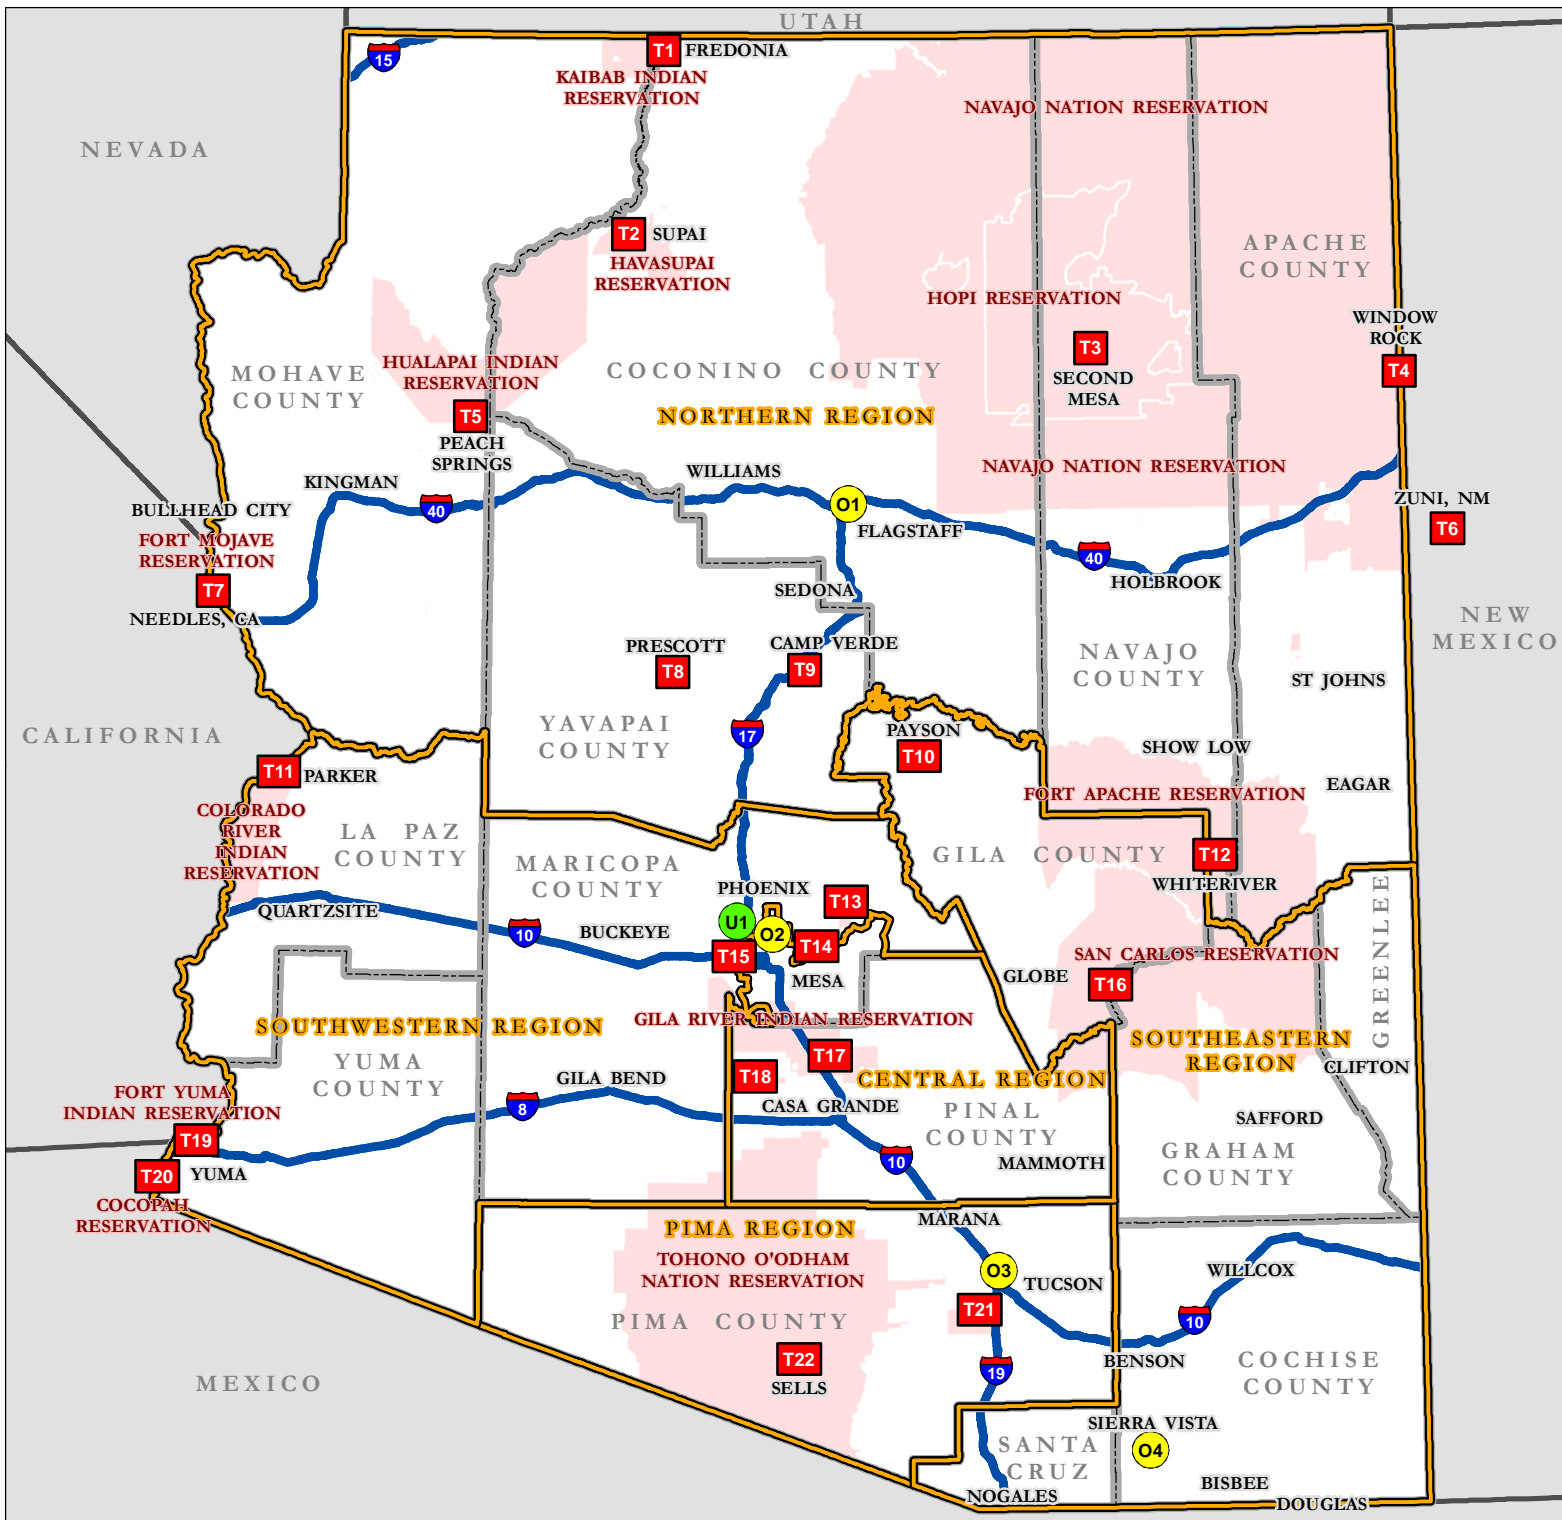 UTAH
15
T1
FREDONIA
KAIBAB INDIAN
RESERVATION
NAVAJO NATION RESERVATION
NEVADA
T2
SUPAI
HAVASUPAI
RESERVATION
APACHE
COUNTY
HOPI RESERVATION
WINDOW
ROCK
T3
T4
SECOND
MESA
HUALAPAI INDIAN
RESERVATION
MOHAVE
COUNTY
COCONINO COUNTY
NORTHERN REGION
T5
PEACH
SPRINGS
NAVAJO NATION RESERVATION
WILLIAMS
KINGMAN
40
O1
FLAGSTAFF
ZUNI, NM
T6
BULLHEAD CITY
FORT MOJAVE
RESERVATION
T7
NEEDLES, CA
40
HOLBROOK
SEDONA
NEW
MEXICO
PRESCOTT
T8
CAMP VERDE
T9
NAVAJO
COUNTY
ST JOHNS
CALIFORNIA
YAVAPAI
COUNTY
17
PAYSON
T10
SHOW LOW
T11
PARKER
EAGAR
FORT APACHE RESERVATION
COLORADO
RIVER
INDIAN
RESERVATION
LA PAZ
COUNTY
MARICOPA
COUNTY
GILA COUNTY
T12
WHITERIVER
PHOENIX
T13
GREENLEE
QUARTZSITE
10
BUCKEYE
U1
O2
T14
T15
MESA
SAN CARLOS RESERVATION
GLOBE
T16
SOUTHWESTERN REGION
GILA RIVER INDIAN RESERVATION
SOUTHEASTERN
REGION
YUMA
COUNTY
T17
T18
CENTRAL REGION
CLIFTON
FORT YUMA
INDIAN RESERVATION
GILA BEND
8
CASA GRANDE
PINAL
COUNTY
SAFFORD
T19
YUMA
T20
COCOPAH
RESERVATION
10
MAMMOTH
GRAHAM
COUNTY
PIMA REGION
MARANA
TOHONO O'ODHAM
NATION RESERVATION
O3
TUCSON
WILLCOX
T21
10
PIMA COUNTY
T22
SELLS
19
BENSON
COCHISE
COUNTY
MEXICO
SIERRA VISTA
O4
SANTA
CRUZ
BISBEE
NOGALES
DOUGLAS